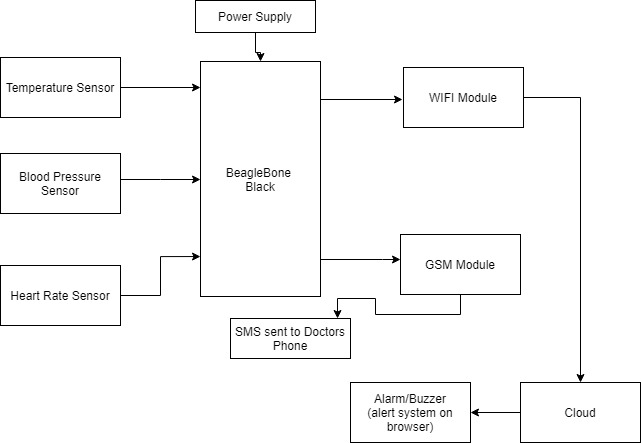 Power Supply
Temperature Sensor
BeagleBone
Black
WIFI Module
Blood Pressure
Sensor
GSM Module
Heart Rate Sensor
SMS sent to Doctors
Phone
Alarm/Buzzer
(alert system on
browser)
Cloud